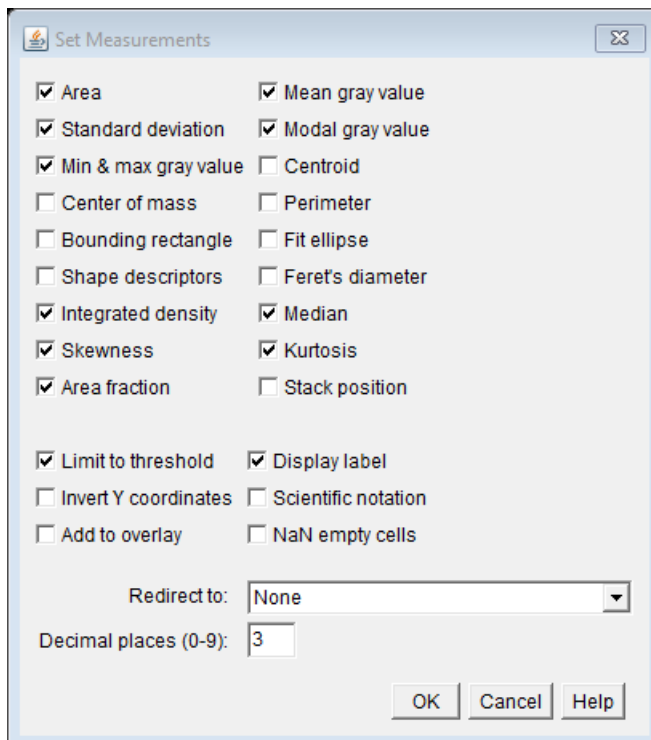 Set Measurements
Area Mean gray value
Standard deviation Modal gray value
Min & max gray value Centroid
Center of mass Perimeter
Bounding rectangle Fit ellipse
Shape descriptors Feret's diameter
Integrated density Median
Skewness Kurtosis
Area fraction Stack position
Limit to threshold Display label
Invert Y coordinates Scientific notation
Add to overlay NaN empty cells
Redirect to: None
Decimal places (0-9): 3
OK Cancel Help